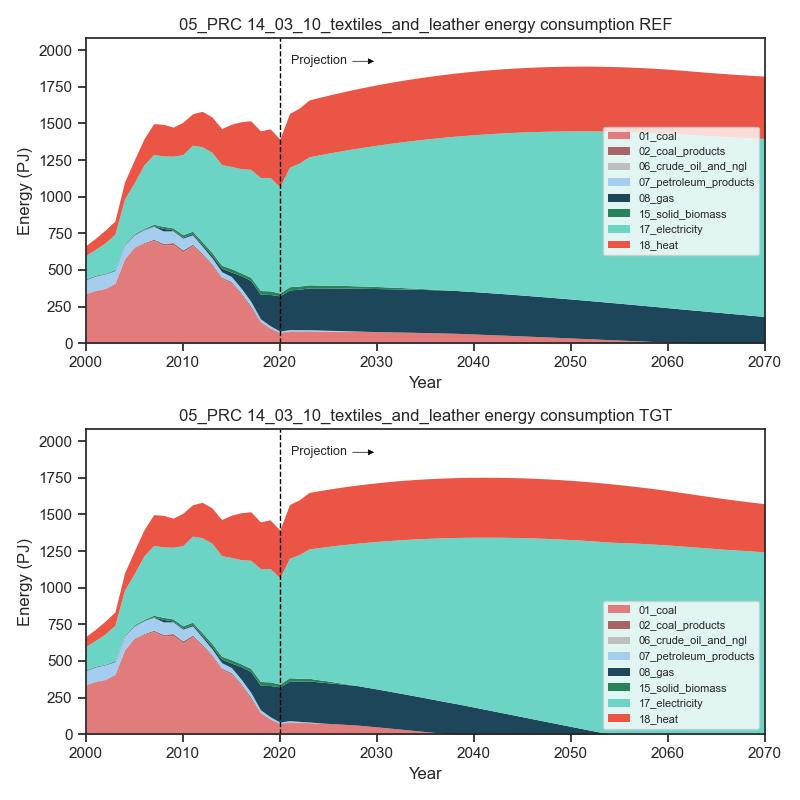 05_PRC 14_03_10_textiles_and_leather energy consumption REF
Energy (PJ)
2000
1750
1500
1250
1000
750
500
250
0
Projection
01_coal
02_coal_products
06_crude_oil_and_ngl
07_petroleum_products
08_gas
15_solid_biomass
17_electricity
18_heat
2000 2010 2020 2030 2040 2050 2060 2070
Year
05_PRC 14_03_10_textiles_and_leather energy consumption TGT
Energy (PJ)
2000
1750
1500
1250
1000
750
500
250
0
Projection
01_coal
02_coal_products
06_crude_oil_and_ngl
07_petroleum_products
08_gas
15_solid_biomass
17_electricity
18_heat
2000 2010 2020 2030 2040 2050 2060 2070
Year